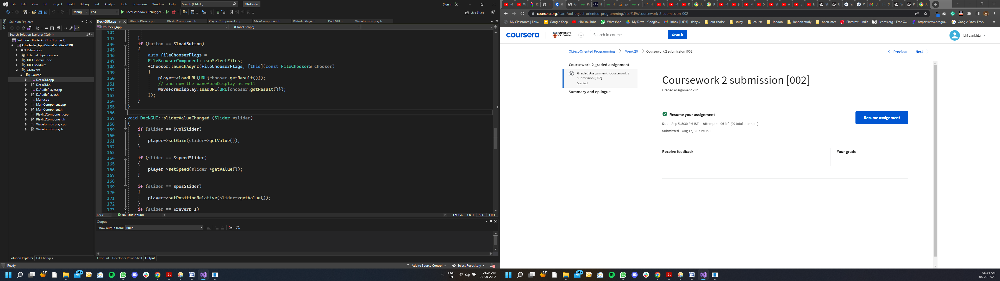 File Edit View Git Project Build Debug Test Analyze Tools Extensions Window Help Search (Ctrl+Q) OtoDecks Sign in
Debug x64 Local Windows Debugger Live Share
Toolbox
Solution Explorer
Search Solution Explorer (Ctrl+;)
Solution 'OtoDecks' (1 of 1 project)
OtoDecks_App (Visual Studio 2019)
References
External Dependencies
JUCE Library Code
JUCE Modules
OtoDecks
Source
DeckGUI.cpp
DeckGUI.h
DJAudioPlayer.cpp
DJAudioPlayer.h
Main.cpp
MainComponent.cpp
MainComponent.h
PlaylistComponent.cpp
PlaylistComponent.h
WaveformDisplay.cpp
WaveformDisplay.h
Solution Explorer Git Changes
DeckGUI.cpp DJAudioPlayer.cpp PlaylistComponent.h PlaylistComponent.cpp MainComponent.h DJAudioPlayer.h DeckGUI.h WaveformDisplay.h
OtoDecks_App (Global Scope)
142
143 }
144 if (button == &loadButton)
145 {
146 auto fileChooserFlags =
147 FileBrowserComponent::canSelectFiles;
148 fChooser.launchAsync(fileChooserFlags, [this](const FileChooser& chooser)
149 {
150 player->loadURL(URL{chooser.getResult()});
151 // and now the waveformDisplay as well
152 waveformDisplay.loadURL(URL{chooser.getResult()});
153 });
154 }
155 }
156
157 void DeckGUI::sliderValueChanged (Slider *slider)
158 {
159 if (slider == &volSlider)
160 {
161 player->setGain(slider->getValue());
162 }
163
164 if (slider == &speedSlider)
165 {
166 player->setSpeed(slider->getValue());
167 }
168
169 if (slider == &posSlider)
170 {
171 player->setPositionRelative(slider->getValue());
172 }
173 if (slider == &reverb_1)
129 % No issues found Ln: 156 Ch: 1 SPC CRLF
Output
Show output from: Build
Error List Developer PowerShell Output
Ready Add to Source Control Select Repository 1
29° 99+ ENG IN 08:24 AM 05-09-2022
coursera.org/learn/uol-object-oriented-programming/irt/JZd9r/coursework-2-submission-002
My Classroom | Edu... Google Keep (58) YouTube WhatsApp My Drive - Google... Inbox (1,694) - rishy... our choice study course london london study open later Pinterest - India lichess.org • Free O... https://www.progra... Google Docs: Free... »
coursera UNIVERSITY OF LONDON Search in course Search rishi sankhla
Object-Oriented Programming > Week 20 > Coursework 2 submission [002] Previous Next
Coursework 2 graded assignment
Graded Assignment: Coursework 2
submission [002]
Started
Summary and epilogue
Coursework 2 submission [002]
Graded Assignment • 3h
Resume your assignment
Resume assignment
Due Sep 5, 5:30 PM IST Attempts 96 left (99 total attempts)
Submitted Aug 17, 6:07 PM IST
Receive feedback
Your grade
–
29° 99+ 08:24 AM 05-09-2022